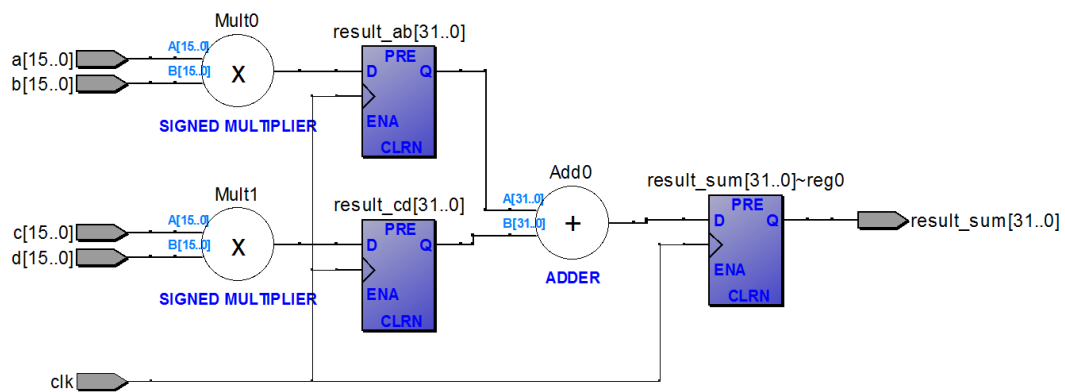 Mult0
result_ab[31..0]
a[15..0]
b[15..0]
A[15..0]
B[15..0]
X
SIGNED MULTIPLIER
PRE
D
Q
ENA
CLRN
Mult1
result_cd[31..0]
c[15..0]
d[15..0]
A[15..0]
B[15..0]
X
SIGNED MULTIPLIER
PRE
D
Q
ENA
CLRN
Add0
A[31..0]
B[31..0]
+
ADDER
result_sum[31..0]~reg0
PRE
D
Q
ENA
CLRN
result_sum[31..0]
clk